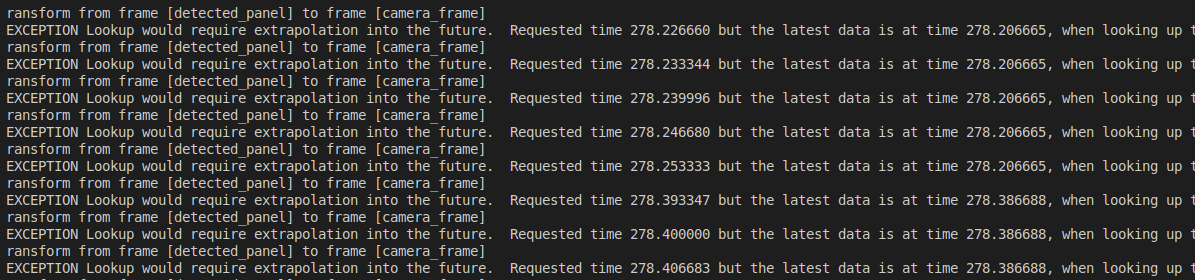 ransform from frame [detected_panel] to frame [camera_frame]
EXCEPTION Lookup would require extrapolation into the future.  Requested time 278.226660 but the latest data is at time 278.206665, when looking up t
ransform from frame [detected_panel] to frame [camera_frame]
EXCEPTION Lookup would require extrapolation into the future.  Requested time 278.233344 but the latest data is at time 278.206665, when looking up t
ransform from frame [detected_panel] to frame [camera_frame]
EXCEPTION Lookup would require extrapolation into the future.  Requested time 278.239996 but the latest data is at time 278.206665, when looking up t
ransform from frame [detected_panel] to frame [camera_frame]
EXCEPTION Lookup would require extrapolation into the future.  Requested time 278.246680 but the latest data is at time 278.206665, when looking up t
ransform from frame [detected_panel] to frame [camera_frame]
EXCEPTION Lookup would require extrapolation into the future.  Requested time 278.253333 but the latest data is at time 278.206665, when looking up t
ransform from frame [detected_panel] to frame [camera_frame]
EXCEPTION Lookup would require extrapolation into the future.  Requested time 278.393347 but the latest data is at time 278.386688, when looking up t
ransform from frame [detected_panel] to frame [camera_frame]
EXCEPTION Lookup would require extrapolation into the future.  Requested time 278.400000 but the latest data is at time 278.386688, when looking up t
ransform from frame [detected_panel] to frame [camera_frame]
EXCEPTION Lookup would require extrapolation into the future.  Requested time 278.406683 but the latest data is at time 278.386688, when looking up t